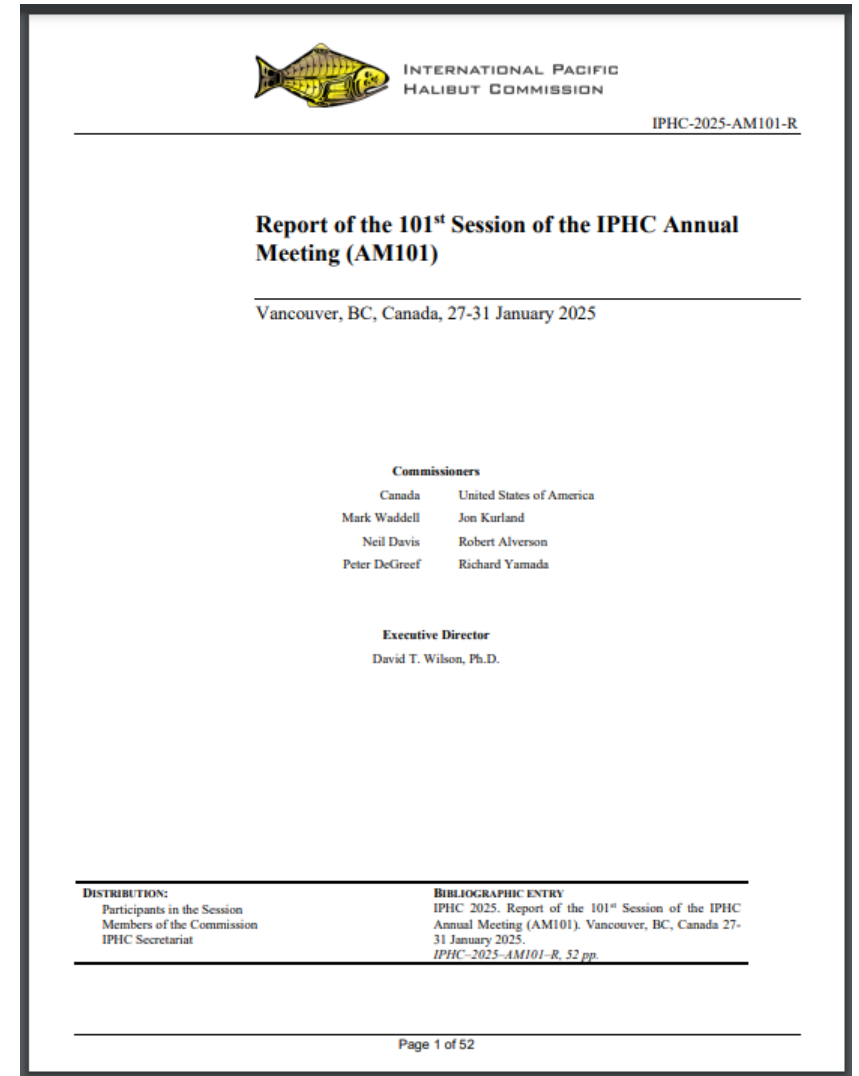 INTERNATIONAL PACIFIC
HALIBUT COMMISSION
IPHC-2025-AM101-R
Report of the 101st Session of the IPHC Annual
Meeting (AM101)
Vancouver, BC, Canada, 27-31 January 2025
Commissioners
Canada United States of America
Mark Waddell Jon Kurland
Neil Davis Robert Alverson
Peter DeGreef Richard Yamada
Executive Director
David T. Wilson, Ph.D.
DISTRIBUTION:
Participants in the Session
Members of the Commission
IPHC Secretariat
BIBLIOGRAPHIC ENTRY
IPHC 2025. Report of the 101st Session of the IPHC
Annual Meeting (AM101). Vancouver, BC, Canada 27-
31 January 2025.
IPHC–2025–AM101–R, 52 pp.
Page 1 of 52